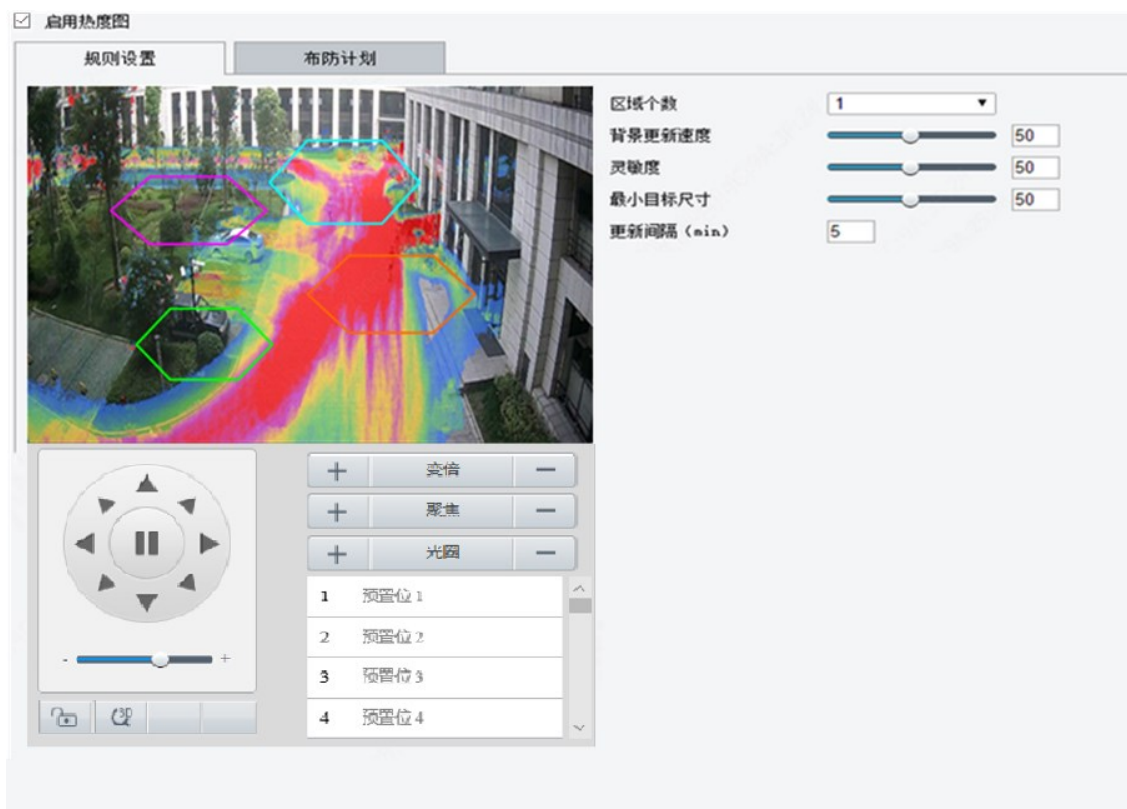 启用热度图
规则设置
布防计划
区域个数 1
背景更新速度 50
灵敏度 50
最小目标尺寸 50
更新间隔（min） 5
+ 变倍 −
+ 聚焦 −
+ 光圈 −
1 预置位 1
2 预置位 2
3 预置位 3
4 预置位 4
- +
3D